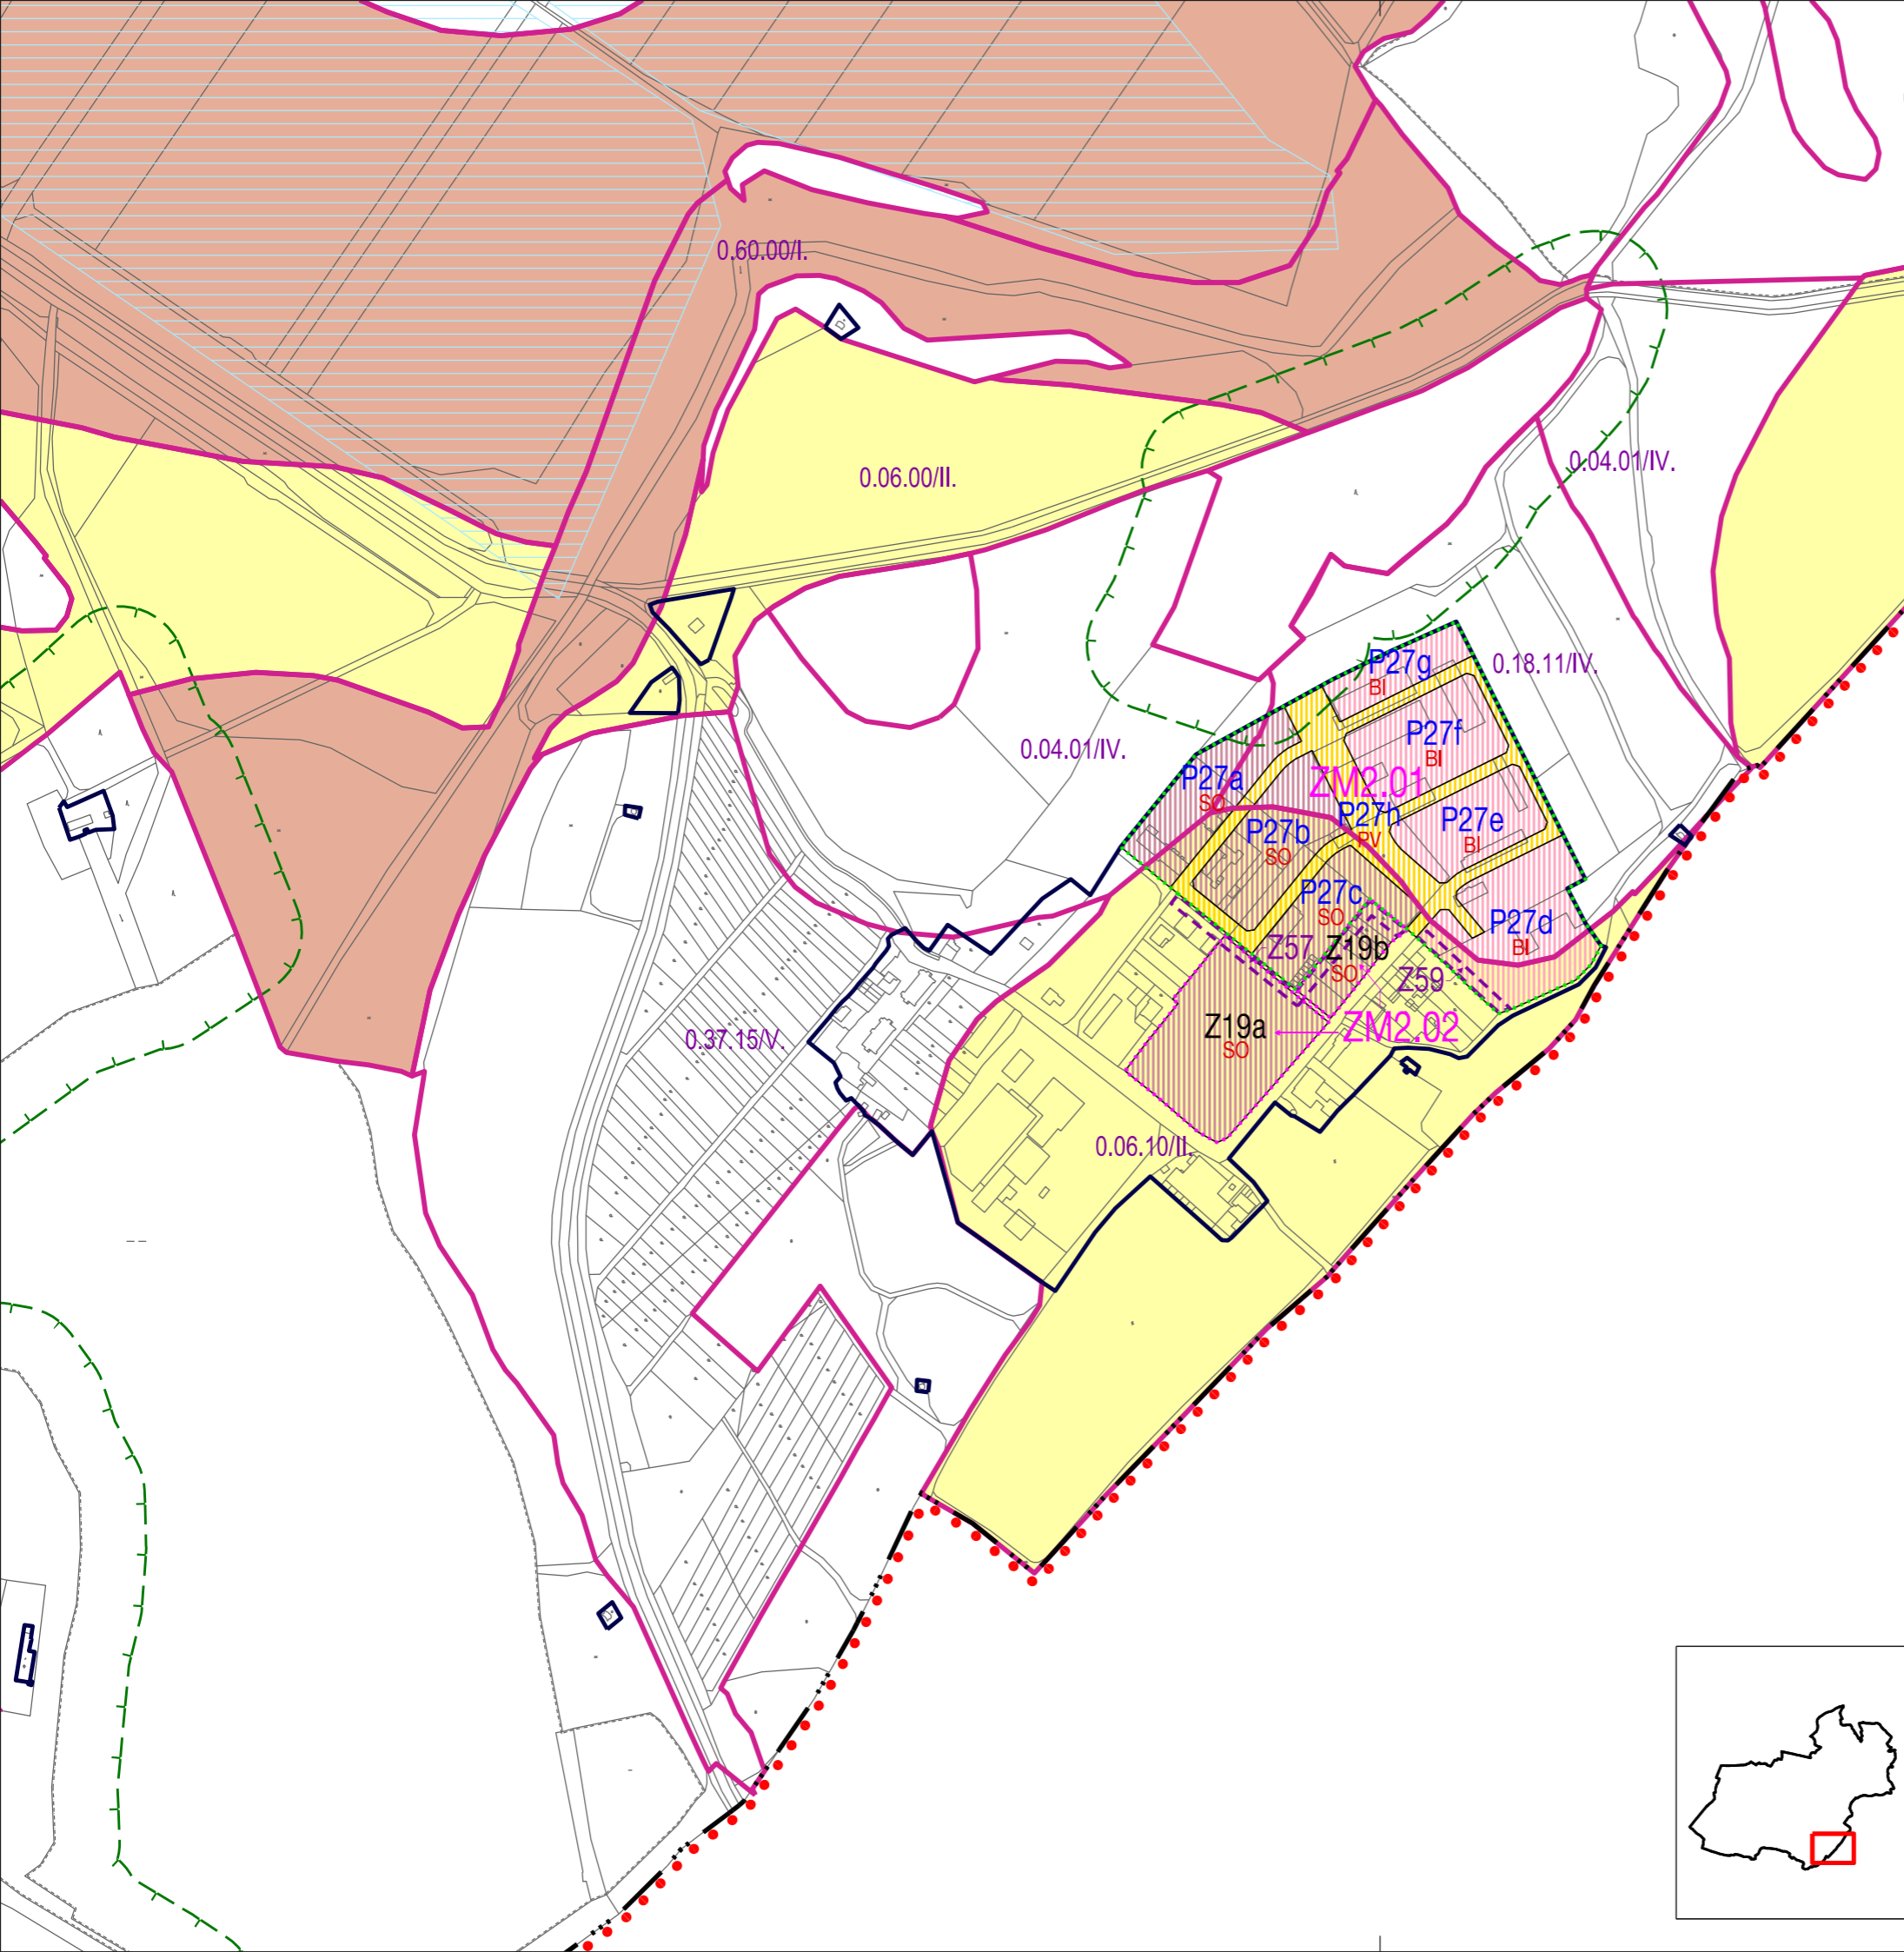 0.60.00/I.
0.06.00/II.
0.04.01/IV.
0.18.11/IV.
0.04.01/IV.
P27g
BI
P27f
BI
P27a
SO
ZM2.01
P27h
PV
P27b
SO
P27e
BI
P27c
SO
P27d
BI
Z57
Z19b
SO
Z59
Z19a
SO
ZM2.02
0.37.15/V.
0.06.10/II.